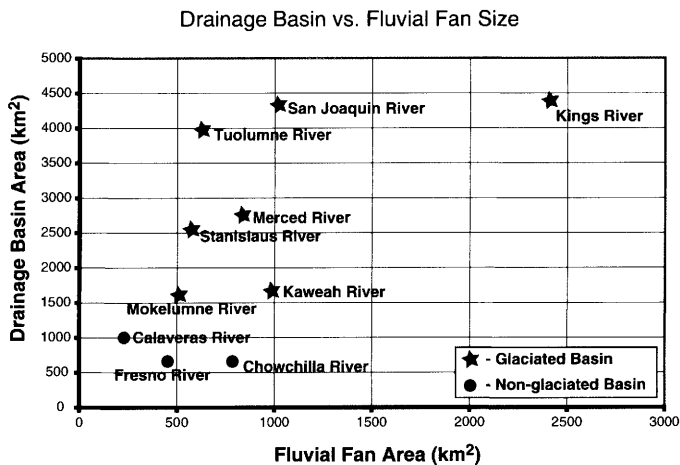 Drainage Basin vs. Fluvial Fan Size
Drainage Basin Area (km²)
5000
4500
4000
3500
3000
2500
2000
1500
1000
500
0
San Joaquin River
Kings River
Tuolumne River
Merced River
Stanislaus River
Kaweah River
Mokelumne River
Calaveras River
Fresno River
Chowchilla River
- Glaciated Basin
- Non-glaciated Basin
0 500 1000 1500 2000 2500 3000
Fluvial Fan Area (km²)